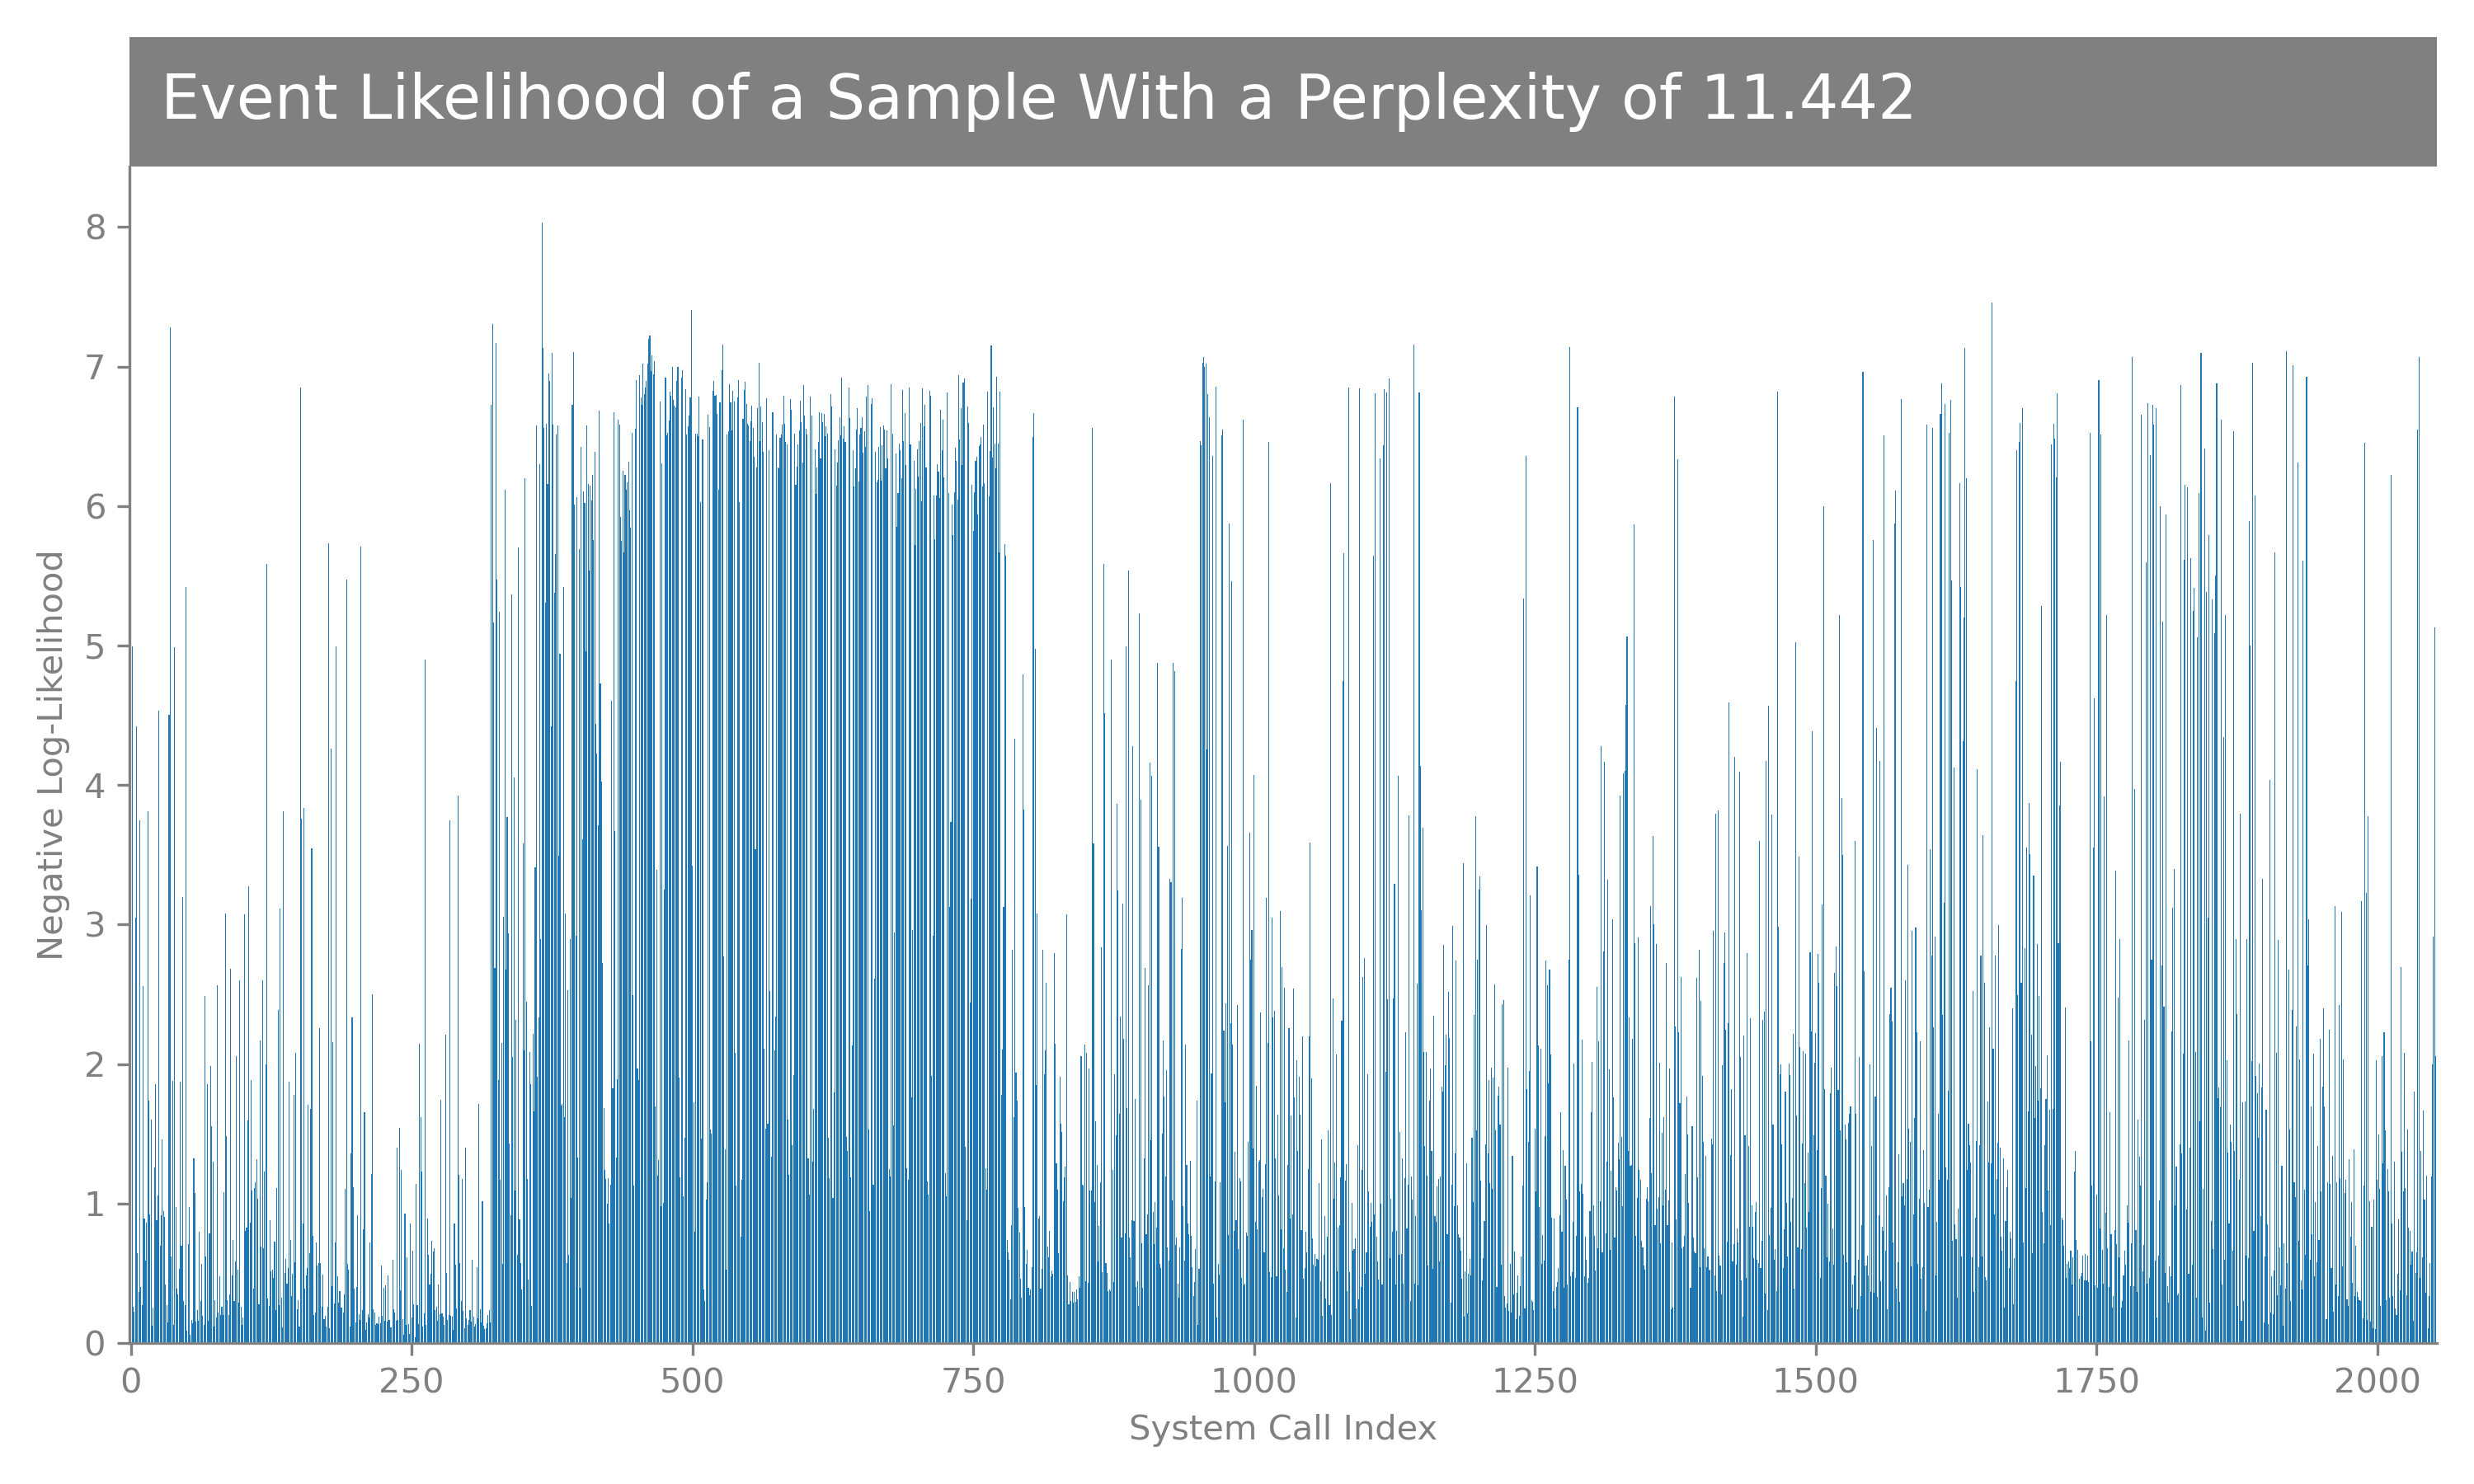 Event Likelihood of a Sample With a Perplexity of 11.442
8
7
6
5
4
3
2
1
0
Negative Log-Likelihood
0 250 500 750 1000 1250 1500 1750 2000
System Call Index